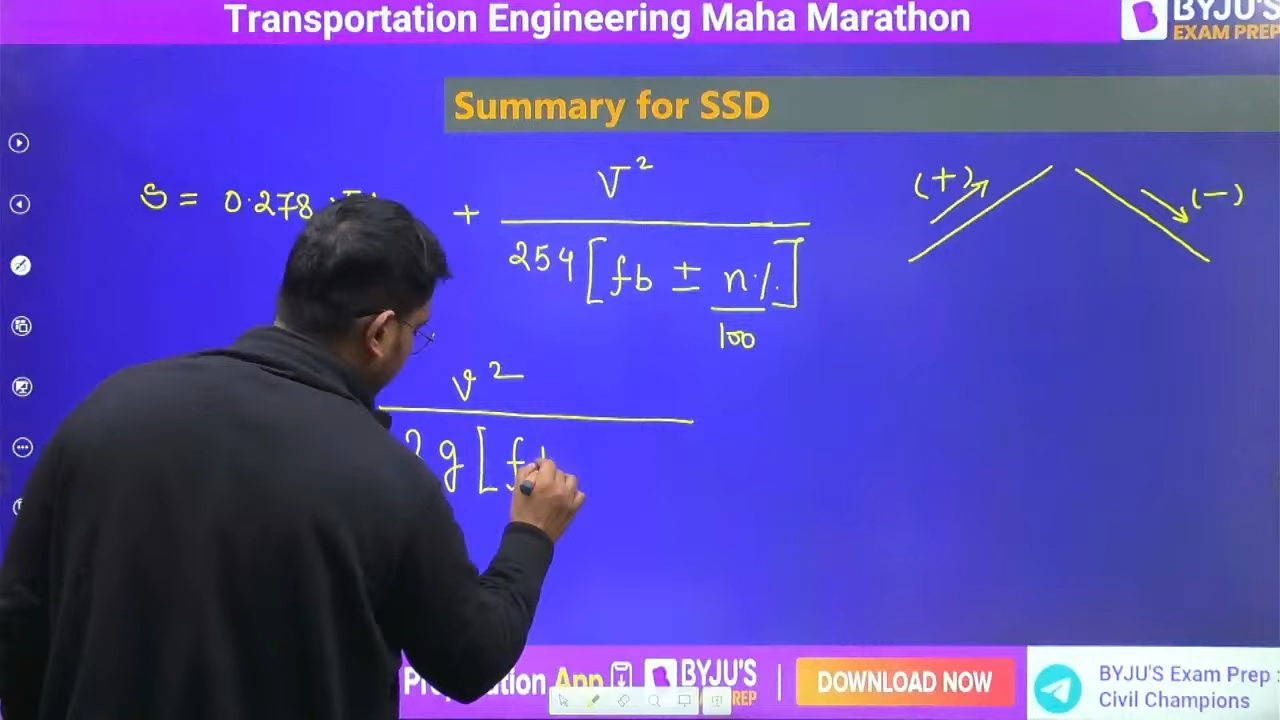 Transportation Engineering Maha Marathon
BYJU'S
EXAM PREP
Summary for SSD
S = 0.278 + V²
254 [fb ± n%]
100
(+)
(-)
v²
2g[f
App
BYJU'S
DOWNLOAD NOW
BYJU'S Exam Prep :
Civil Champions